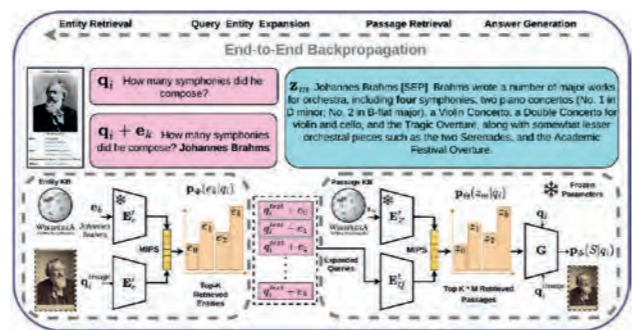 Entity Retrieval Query Entity Expansion Passage Retrieval Answer Generation
End-to-End Backpropagation
q_i How many symphonies did he
compose?
q_i + e_k How many symphonies
did he compose? Johannes Brahms
z_m Johannes Brahms [SEP] Brahms wrote a number of major works
for orchestra, including four symphonies, two piano concertos (No. 1 in
D minor; No. 2 in B-flat major), a Violin Concerto, a Double Concerto for
violin and cello, and the Tragic Overture, along with somewhat lesser
orchestral pieces such as the two Serenades, and the Academic
Festival Overture.
Entity KB
WIKIPEDIA
e_k
Johannes
Brahms
MIPS
Top-K
Retrieved
Entities
Expanded
Queries
Passage KB
WIKIPEDIA
MIPS
Top K * M Retrieved
Passages
Frozen
Parameters
q_i
G